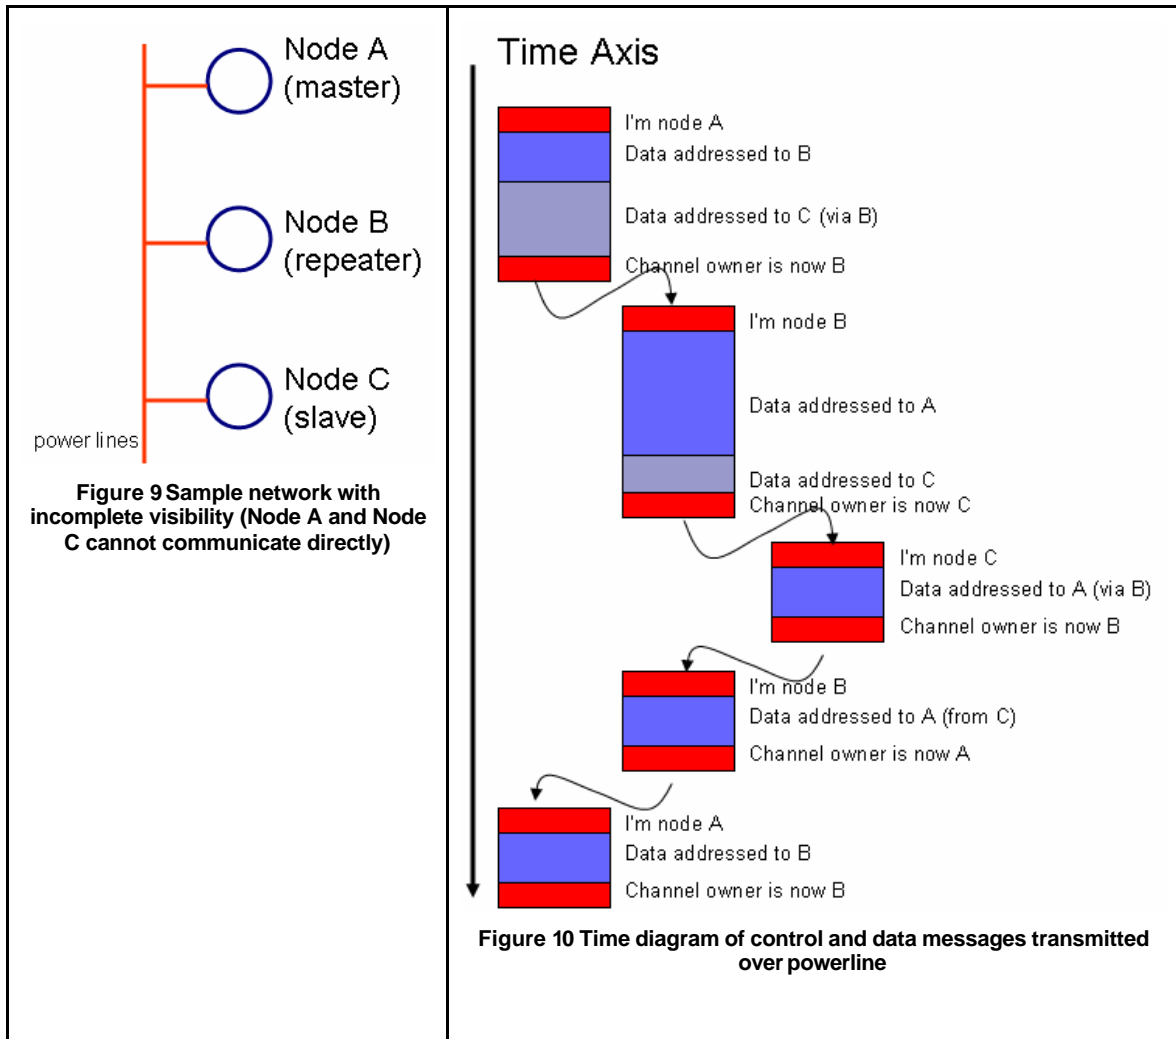 Node A
(master)
Node B
(repeater)
Node C
(slave)
power lines
Figure 9 Sample network with
incomplete visibility (Node A and Node
C cannot communicate directly)
Time Axis
I'm node A
Data addressed to B
Data addressed to C (via B)
Channel owner is now B
I'm node B
Data addressed to A
Data addressed to C
Channel owner is now C
I'm node C
Data addressed to A (via B)
Channel owner is now B
I'm node B
Data addressed to A (from C)
Channel owner is now A
I'm node A
Data addressed to B
Channel owner is now B
Figure 10 Time diagram of control and data messages transmitted
over powerline